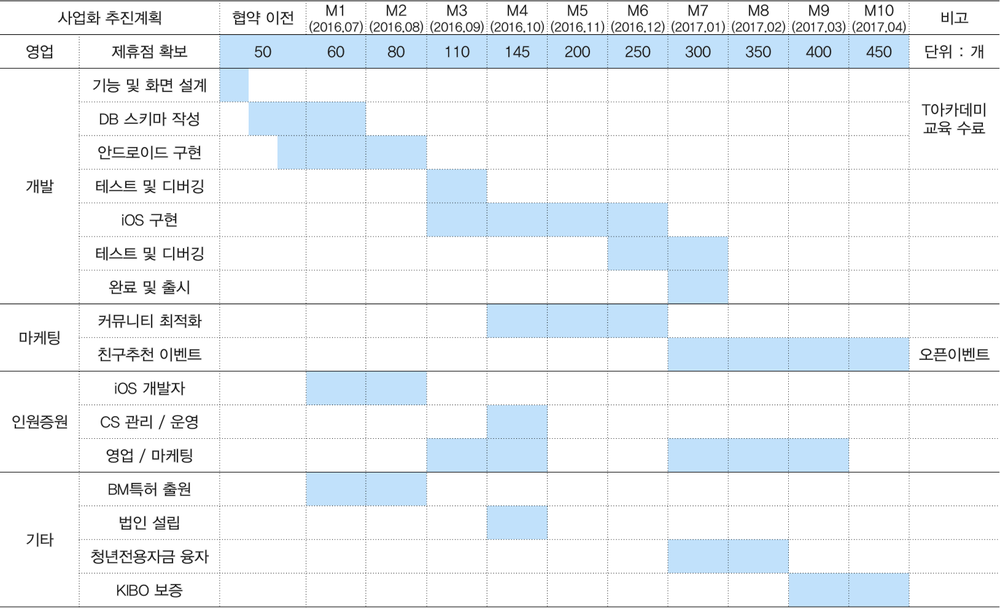 사업화 추진계획 협약 이전 M1 M2 M3 M4 M5 M6 M7 M8 M9 M10 비고
(2016.07) (2016.08) (2016.09) (2016.10) (2016.11) (2016.12) (2017.01) (2017.02) (2017.03) (2017.04)
영업 제휴점 확보 50 60 80 110 145 200 250 300 350 400 450 단위 : 개
개발
기능 및 화면 설계
DB 스키마 작성
T아카데미
교육 수료
안드로이드 구현
테스트 및 디버깅
iOS 구현
테스트 및 디버깅
완료 및 출시
마케팅
커뮤니티 최적화
친구추천 이벤트 오픈이벤트
인원증원
iOS 개발자
CS 관리 / 운영
영업 / 마케팅
기타
BM특허 출원
법인 설립
청년전용자금 융자
KIBO 보증